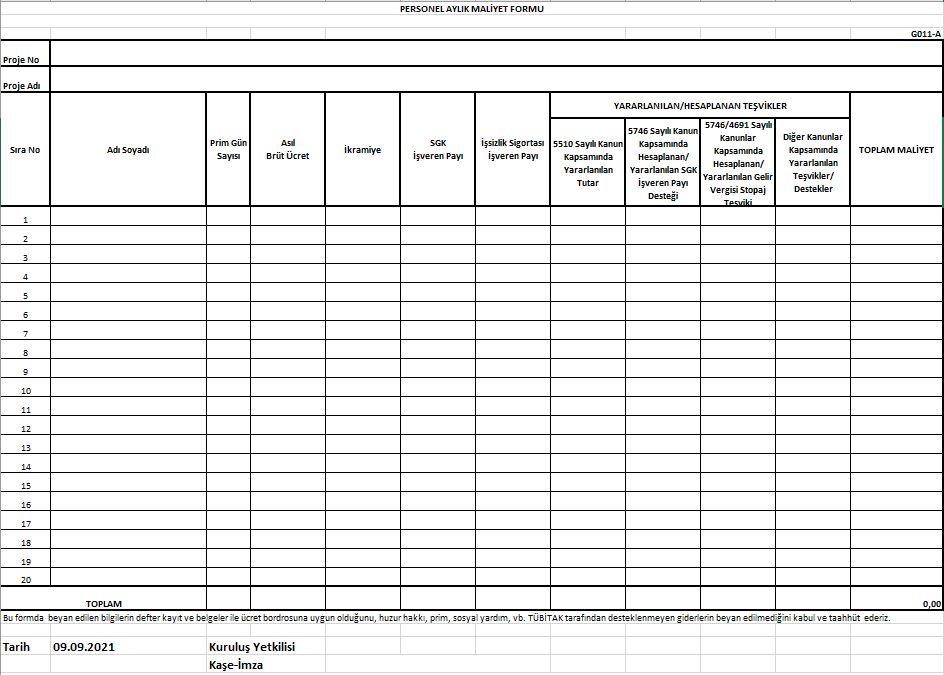 PERSONEL AYLIK MALİYET FORMU
G011-A
Proje No
Proje Adı
Sıra No
Adı Soyadı
Prim Gün
Sayısı
Asıl
Brüt Ücret
İkramiye
SGK
İşveren Payı
İşsizlik Sigortası
İşveren Payı
YARARLANILAN/HESAPLANAN TEŞVİKLER
5510 Sayılı Kanun
Kapsamında
Yararlanılan
Tutar
5746 Sayılı Kanun
Kapsamında
Hesaplanan/
Yararlanılan SGK
İşveren Payı
Desteği
5746/4691 Sayılı
Kanunlar
Kapsamında
Hesaplanan/
Yararlanılan Gelir
Vergisi Stopaj
Teşviki
Diğer Kanunlar
Kapsamında
Yararlanılan
Teşvikler/
Destekler
TOPLAM MALİYET
1
2
3
4
5
6
7
8
9
10
11
12
13
14
15
16
17
18
19
20
TOPLAM
0,00
Bu formda beyan edilen bilgilerin defter kayıt ve belgeler ile ücret bordrosuna uygun olduğunu, huzur hakkı, prim, sosyal yardım, vb. TÜBİTAK tarafından desteklenmeyen giderlerin beyan edilmediğini kabul ve taahhüt ederiz.
Tarih 09.09.2021 Kuruluş Yetkilisi
Kaşe-İmza